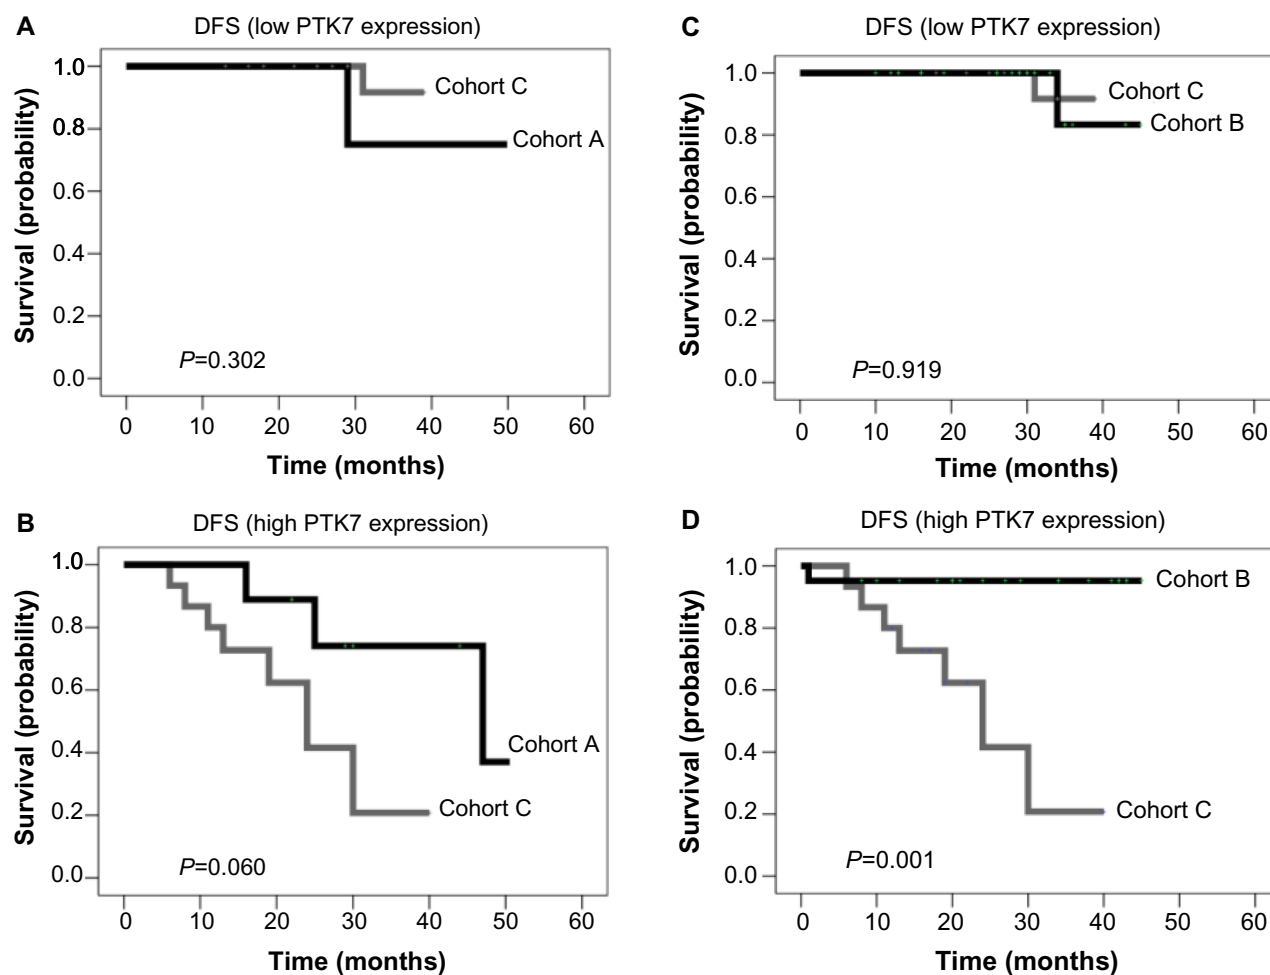 A
DFS (low PTK7 expression)
Survival (probability)
1.0
0.8
0.6
0.4
0.2
0.0
Cohort C
Cohort A
P=0.302
0 10 20 30 40 50 60
Time (months)
C
DFS (low PTK7 expression)
Survival (probability)
1.0
0.8
0.6
0.4
0.2
0.0
Cohort C
Cohort B
P=0.919
0 10 20 30 40 50 60
Time (months)
B
DFS (high PTK7 expression)
Survival (probability)
1.0
0.8
0.6
0.4
0.2
0.0
Cohort A
Cohort C
P=0.060
0 10 20 30 40 50 60
Time (months)
D
DFS (high PTK7 expression)
Survival (probability)
1.0
0.8
0.6
0.4
0.2
0.0
Cohort B
Cohort C
P=0.001
0 10 20 30 40 50 60
Time (months)